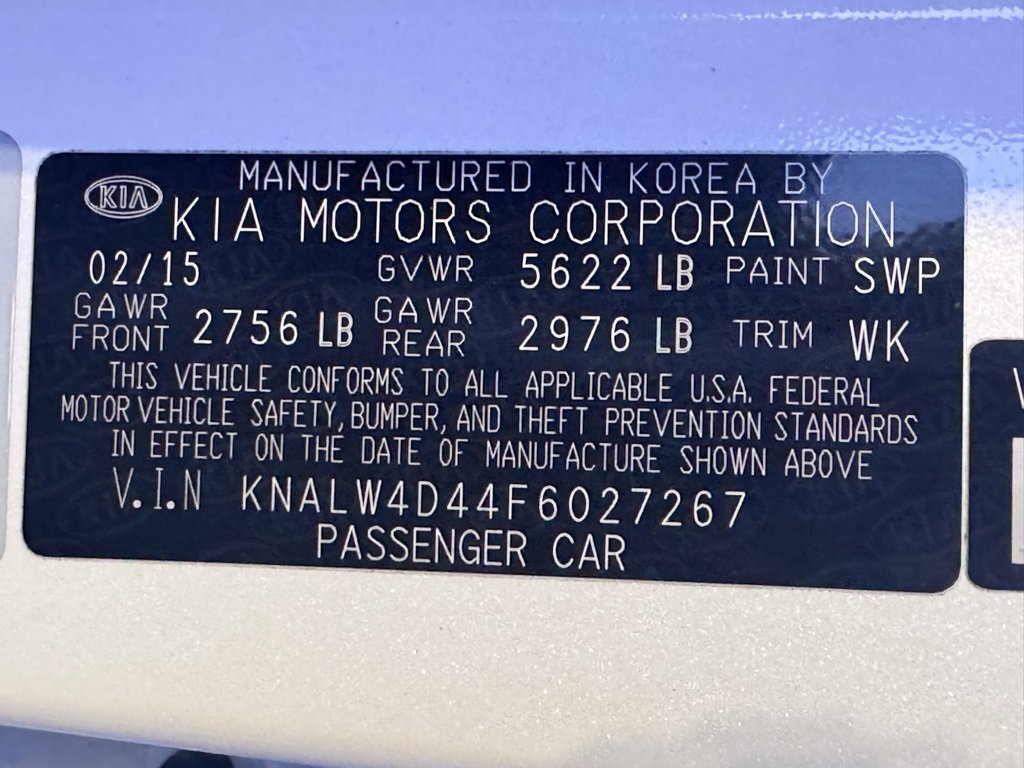 MANUFACTURED IN KOREA BY
KIA KIA MOTORS CORPORATION
02/15 GVWR 5622 LB PAINT SWP
GAWR FRONT 2756 LB GAWR REAR 2976 LB TRIM WK
THIS VEHICLE CONFORMS TO ALL APPLICABLE U.S.A. FEDERAL
MOTOR VEHICLE SAFETY, BUMPER, AND THEFT PREVENTION STANDARDS
IN EFFECT ON THE DATE OF MANUFACTURE SHOWN ABOVE
V.I.N KNALW4D44F6027267
PASSENGER CAR